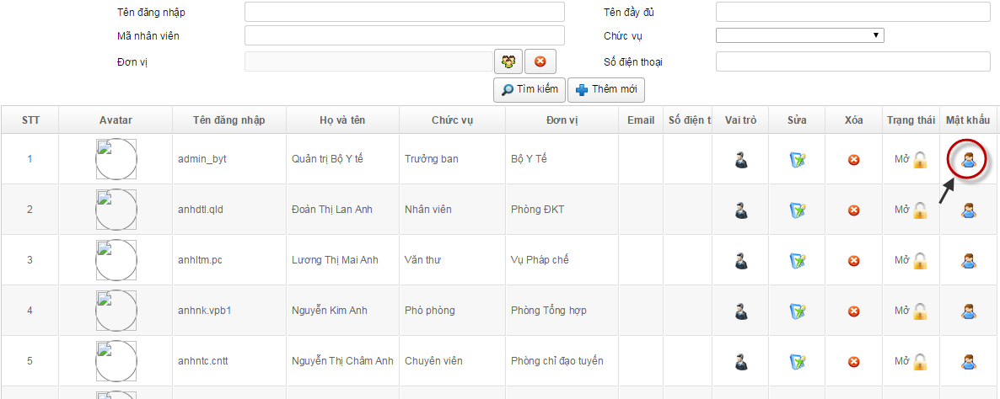 Tên đăng nhập Tên đầy đủ
Mã nhân viên Chức vụ
Đơn vị Số điện thoại
Tìm kiếm Thêm mới
STT Avatar Tên đăng nhập Họ và tên Chức vụ Đơn vị Email Số điện t Vai trò Sửa Xóa Trạng thái Mật khẩu
1 admin_byt Quản trị Bộ Y tế Trưởng ban Bộ Y Tế Mở
2 anhdtl.qld Đoàn Thị Lan Anh Nhân viên Phòng ĐKT Mở
3 anhltm.pc Lương Thị Mai Anh Văn thư Vụ Pháp chế Mở
4 anhnk.vpb1 Nguyễn Kim Anh Phó phòng Phòng Tổng hợp Mở
5 anhntc.cntt Nguyễn Thị Châm Anh Chuyên viên Phòng chỉ đạo tuyến Mở